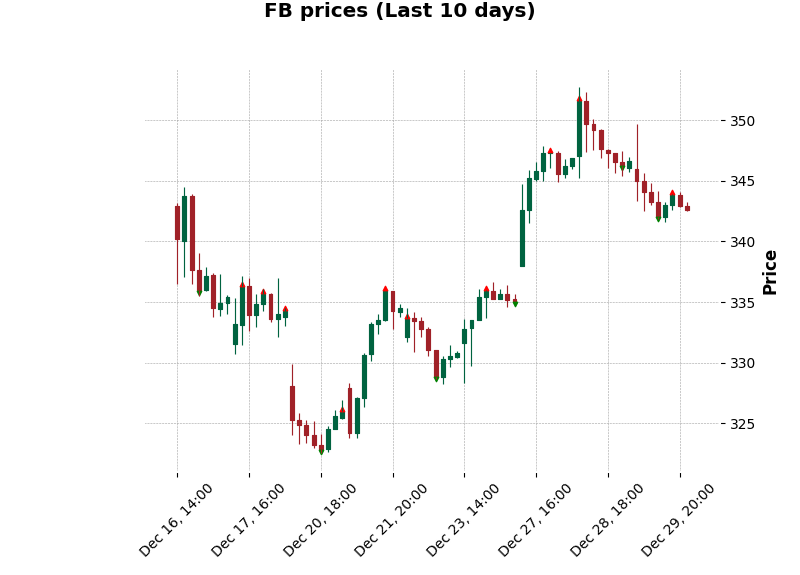 FB prices (Last 10 days)
350
345
340
335
330
325
Price
Dec 16, 14:00
Dec 17, 16:00
Dec 20, 18:00
Dec 21, 20:00
Dec 23, 14:00
Dec 27, 16:00
Dec 28, 18:00
Dec 29, 20:00